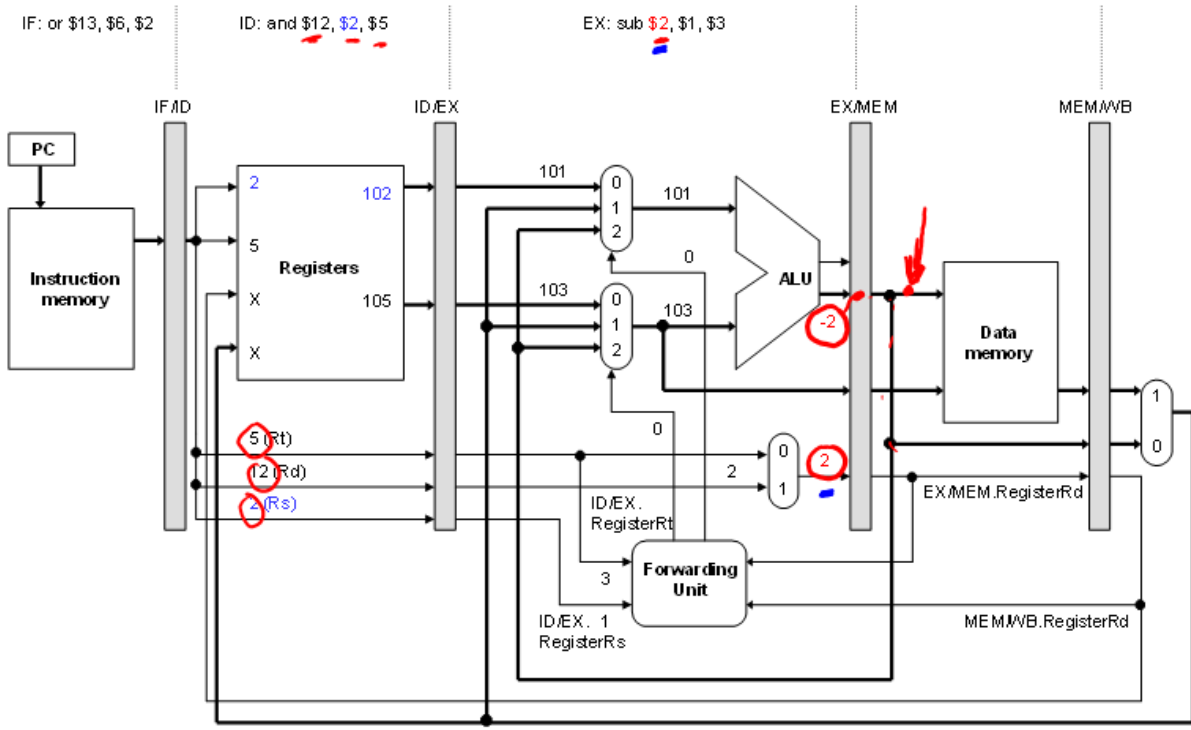 IF: or $13, $6, $2
ID: and $12, $2, $5
EX: sub $2, $1, $3
IF/ID
ID/EX
EX/MEM
MEM/WB
PC
Instruction
memory
2
102
5
Registers
X
105
X
101
0
1
2
101
0
103
0
1
2
103
0
ALU
-2
Data
memory
1
0
5 (Rt)
12 (Rd)
2 (Rs)
2
0
1
2
ID/EX.
RegisterRt
EX/MEM.RegisterRd
3
Forwarding
Unit
ID/EX. 1
RegisterRs
MEM/WB.RegisterRd